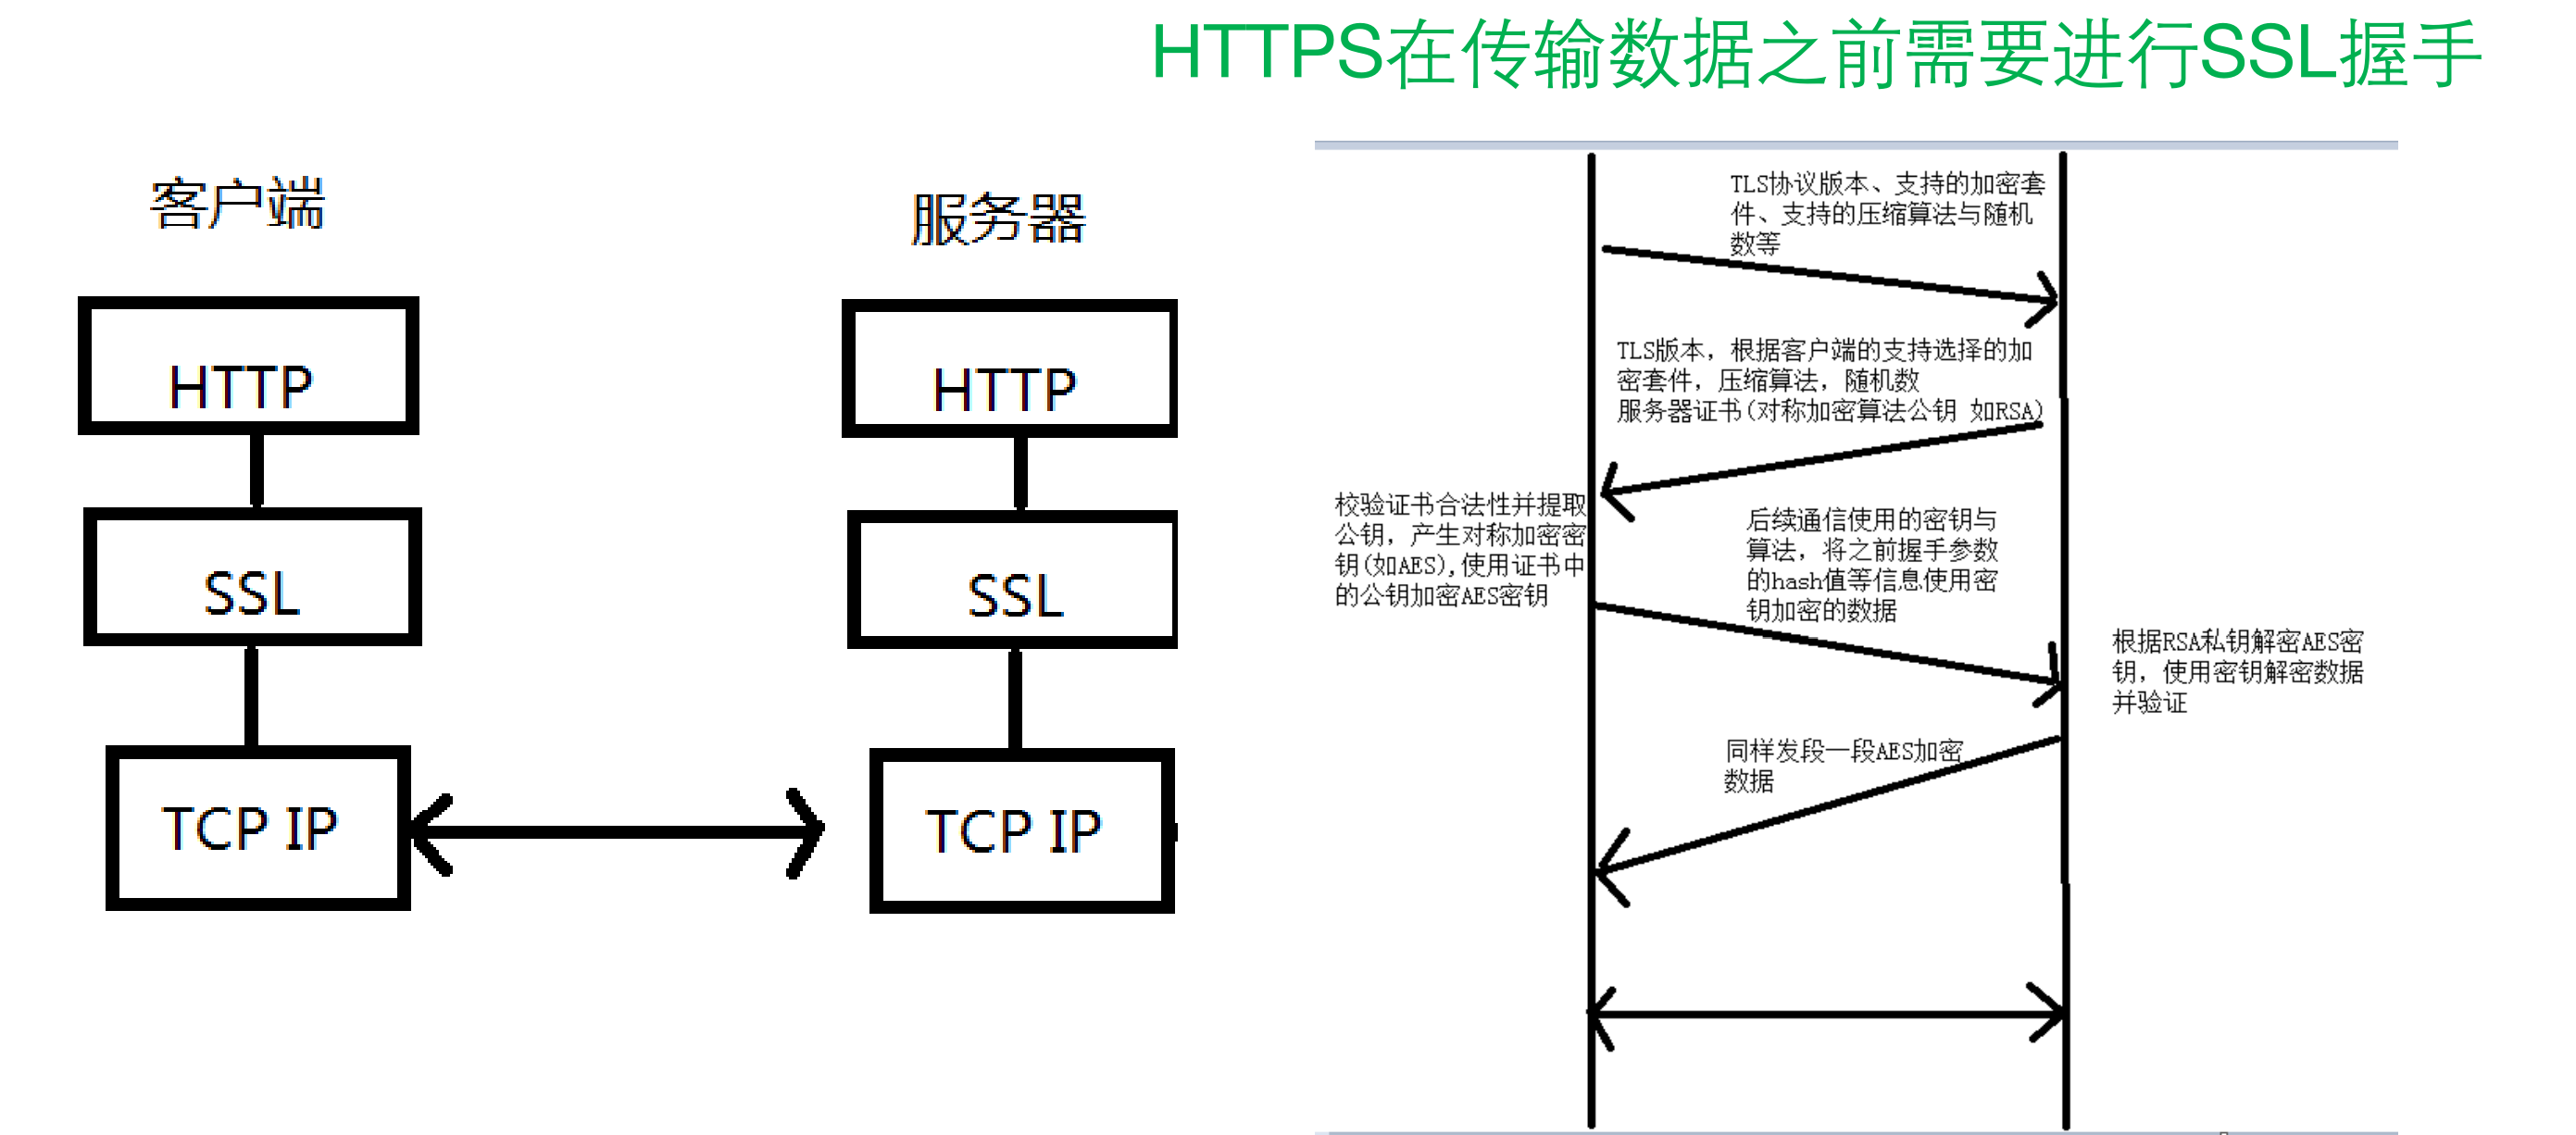 HTTPS在传输数据之前需要进行SSL握手
客户端
服务器
HTTP
HTTP
SSL
SSL
TCP IP
TCP IP
TLS协议版本、支持的加密套
件、支持的压缩算法与随机
数等
TLS版本，根据客户端的支持选择的加
密套件，压缩算法，随机数
服务器证书(对称加密算法公钥 如RSA)
校验证书合法性并提取
公钥，产生对称加密密
钥(如AES),使用证书中
的公钥加密AES密钥
后续通信使用的密钥与
算法，将之前握手参数
的hash值等信息使用密
钥加密的数据
根据RSA私钥解密AES密
钥，使用密钥解密数据
并验证
同样发段一段AES加密
数据